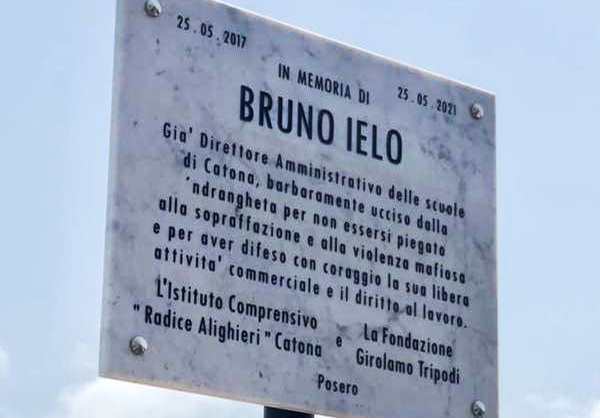 25.05.2017
25.05.2021
IN MEMORIA DI
BRUNO IELO
Gia' Direttore Amministrativo delle scuole
di Catona, barbaramente ucciso dalla
'ndrangheta per non essersi piegato
alla sopraffazione e alla violenza mafiosa
e per aver difeso con coraggio la sua libera
attivita' commerciale e il diritto al lavoro.
L'Istituto Comprensivo
"Radice Alighieri" Catona
e
La Fondazione
Girolamo Tripodi
Posero